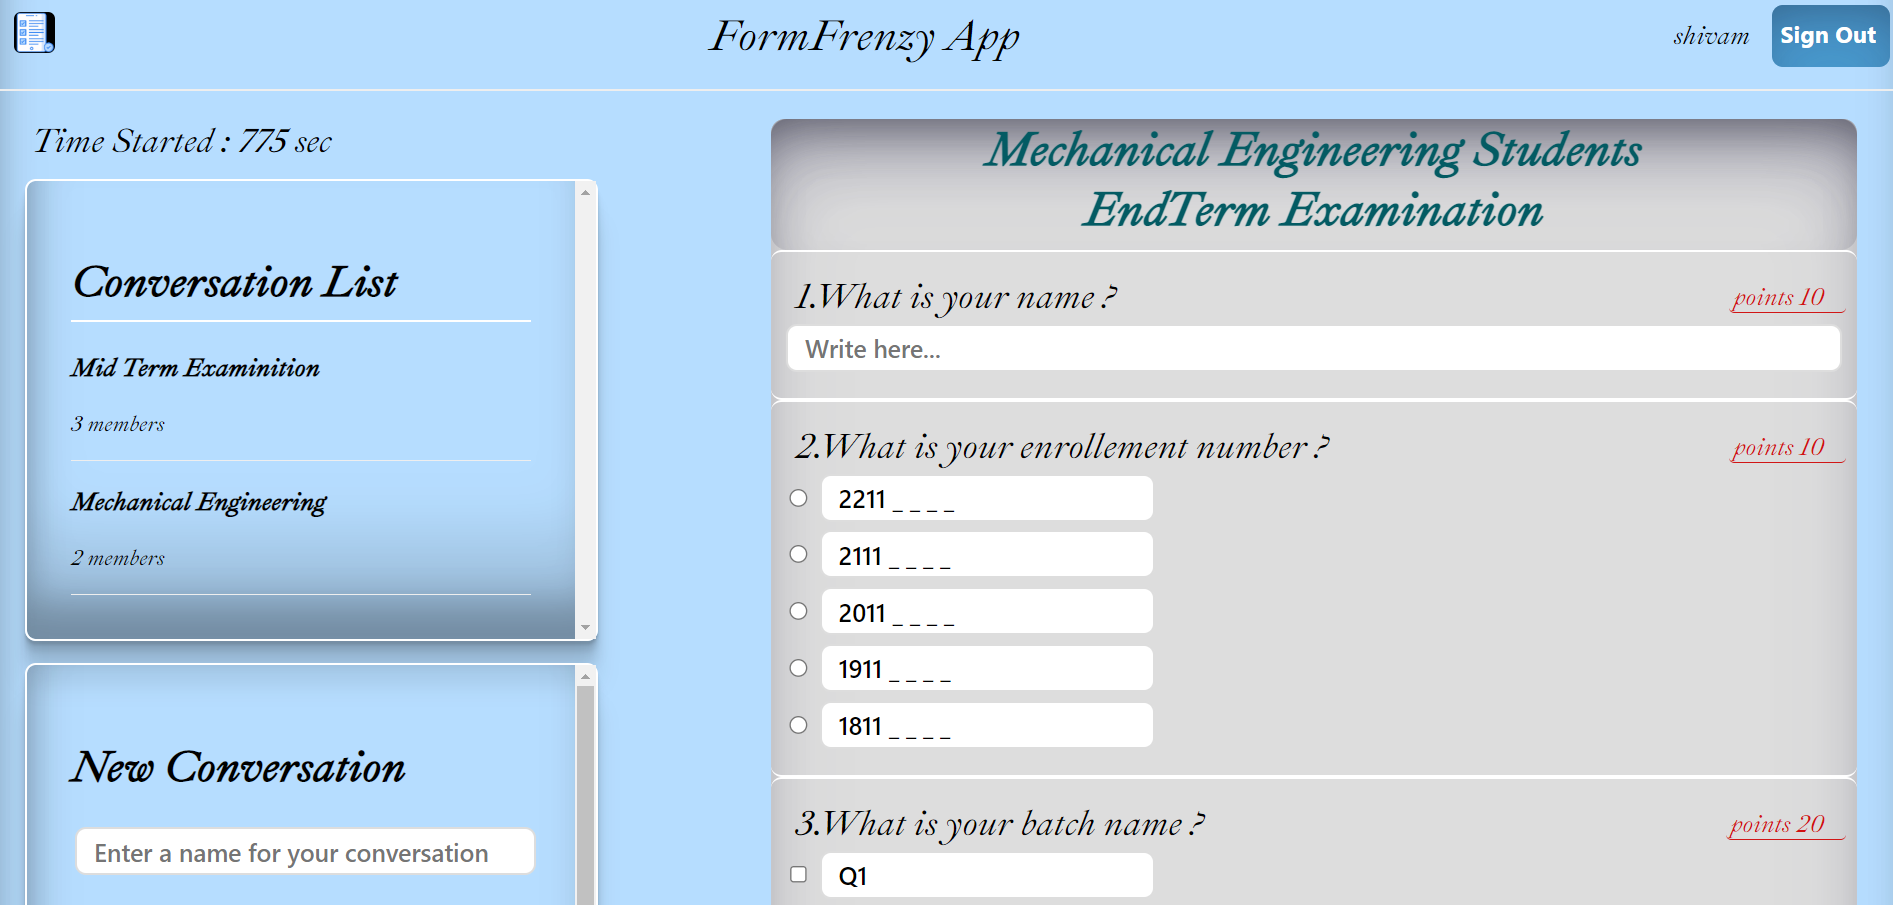 FormFrenzy App
shivam
Sign Out
Time Started : 775 sec
Conversation List
Mid Term Examinition
3 members
Mechanical Engineering
2 members
New Conversation
Enter a name for your conversation
Mechanical Engineering Students
EndTerm Examination
1.What is your name ?
points 10
Write here...
2.What is your enrollement number ?
points 10
2211 _ _ _ _
2111 _ _ _ _
2011 _ _ _ _
1911 _ _ _ _
1811 _ _ _ _
3.What is your batch name ?
points 20
Q1